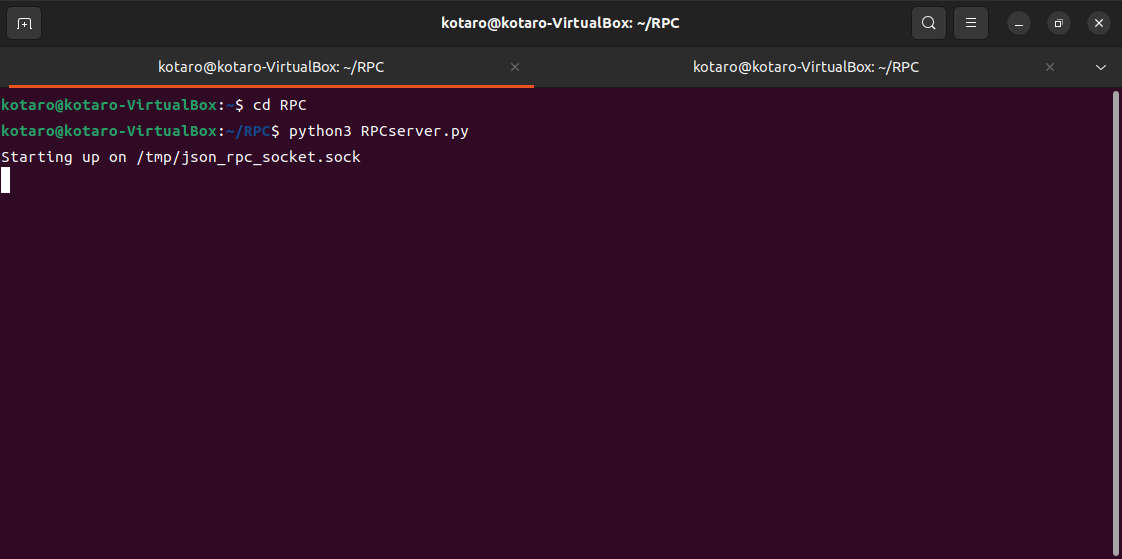 kotaro@kotaro-VirtualBox: ~/RPC
kotaro@kotaro-VirtualBox: ~/RPC
kotaro@kotaro-VirtualBox: ~/RPC
kotaro@kotaro-VirtualBox:~$ cd RPC
kotaro@kotaro-VirtualBox:~/RPC$ python3 RPCserver.py
Starting up on /tmp/json_rpc_socket.sock